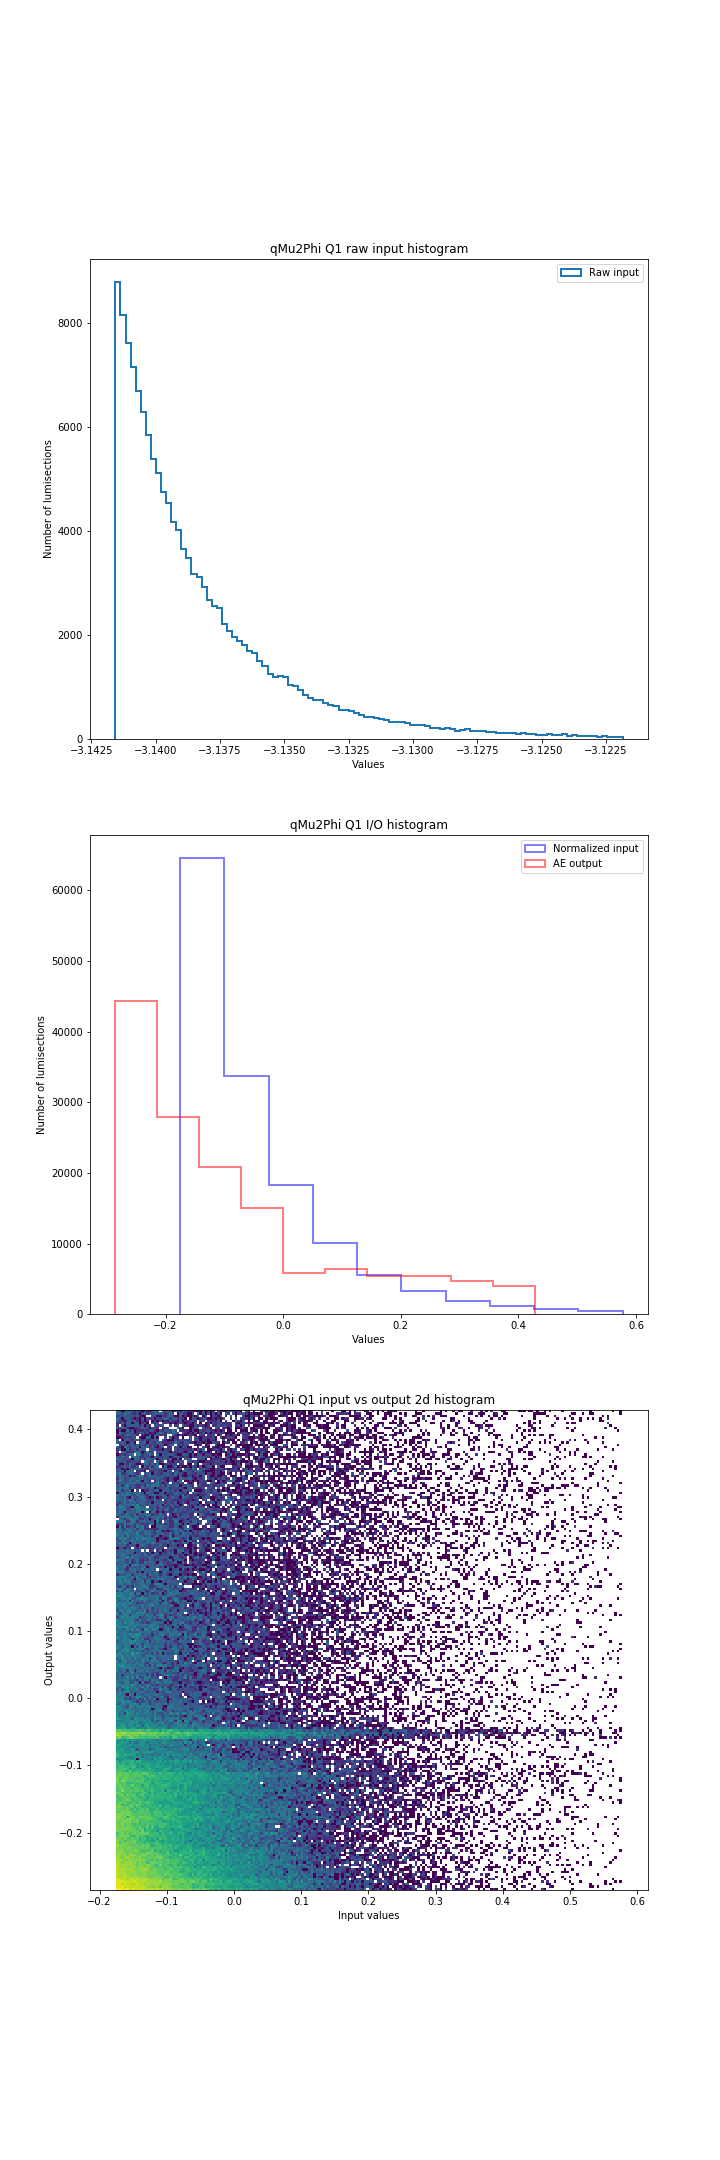 qMu2Phi Q1 raw input histogram
Raw input
8000
6000
4000
2000
0
Number of lumisections
−3.1425 −3.1400 −3.1375 −3.1350 −3.1325 −3.1300 −3.1275 −3.1250 −3.1225
Values
qMu2Phi Q1 I/O histogram
Normalized input
AE output
60000
50000
40000
30000
20000
10000
0
Number of lumisections
−0.2 0.0 0.2 0.4 0.6
Values
qMu2Phi Q1 input vs output 2d histogram
0.4
0.3
0.2
0.1
0.0
−0.1
−0.2
Output values
−0.2 −0.1 0.0 0.1 0.2 0.3 0.4 0.5 0.6
Input values